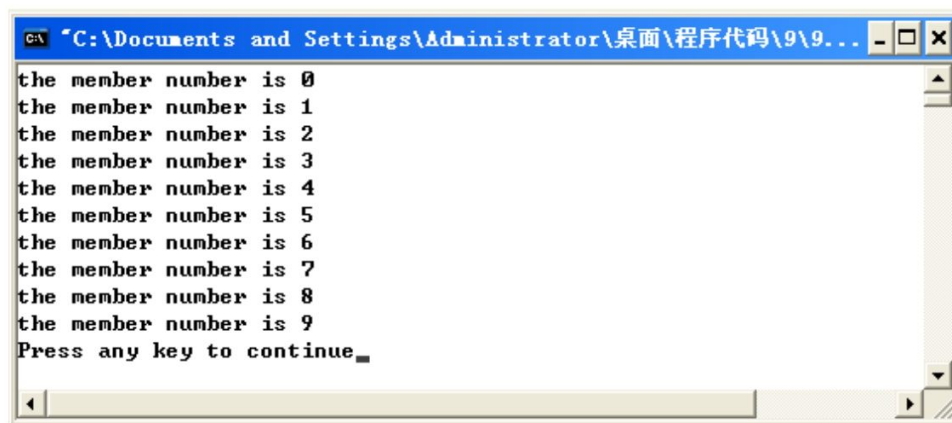 "C:\Documents and Settings\Administrator\桌面\程序代码\9\9...
the member number is 0
the member number is 1
the member number is 2
the member number is 3
the member number is 4
the member number is 5
the member number is 6
the member number is 7
the member number is 8
the member number is 9
Press any key to continue_